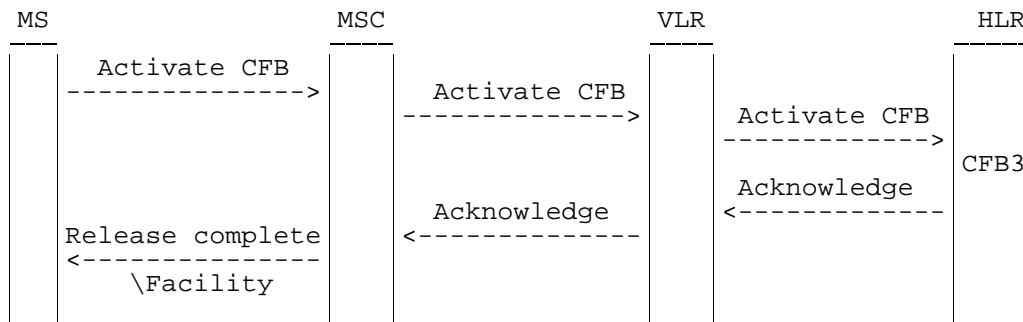 MS MSC VLR HLR
Activate CFB
Activate CFB
Activate CFB
CFB3
Acknowledge
Acknowledge
Release complete
\Facility